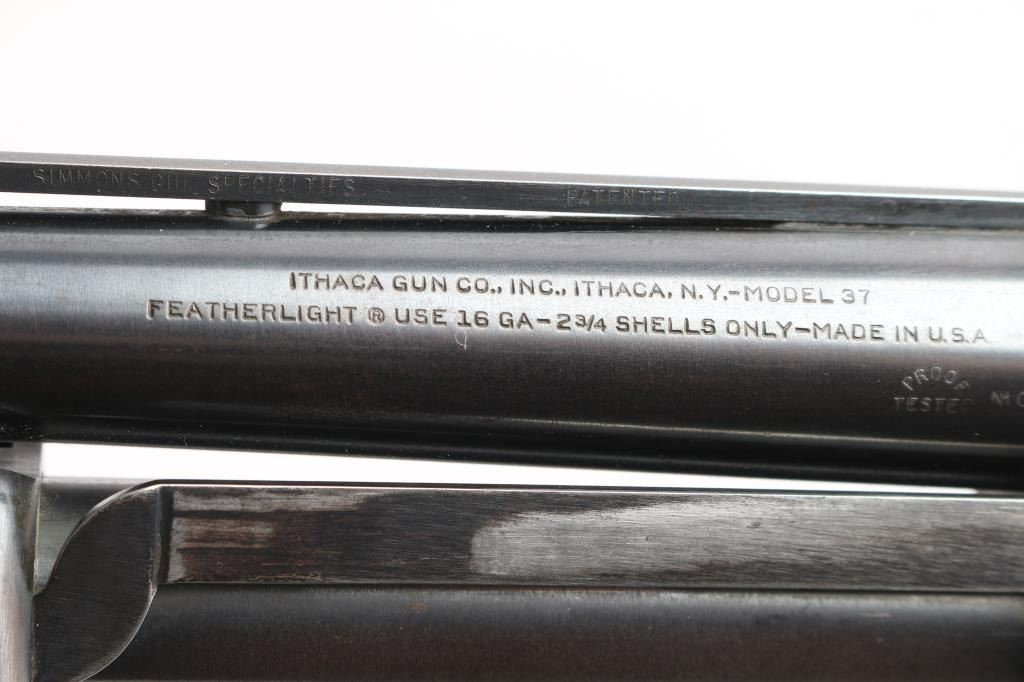 SIMMONS GUN SPECIALTIES. PATENTED
ITHACA GUN CO., INC., ITHACA, N.Y.-MODEL 37
FEATHERLIGHT ® USE 16 GA-2¾ SHELLS ONLY-MADE IN U.S.A.
PROOF
TESTED